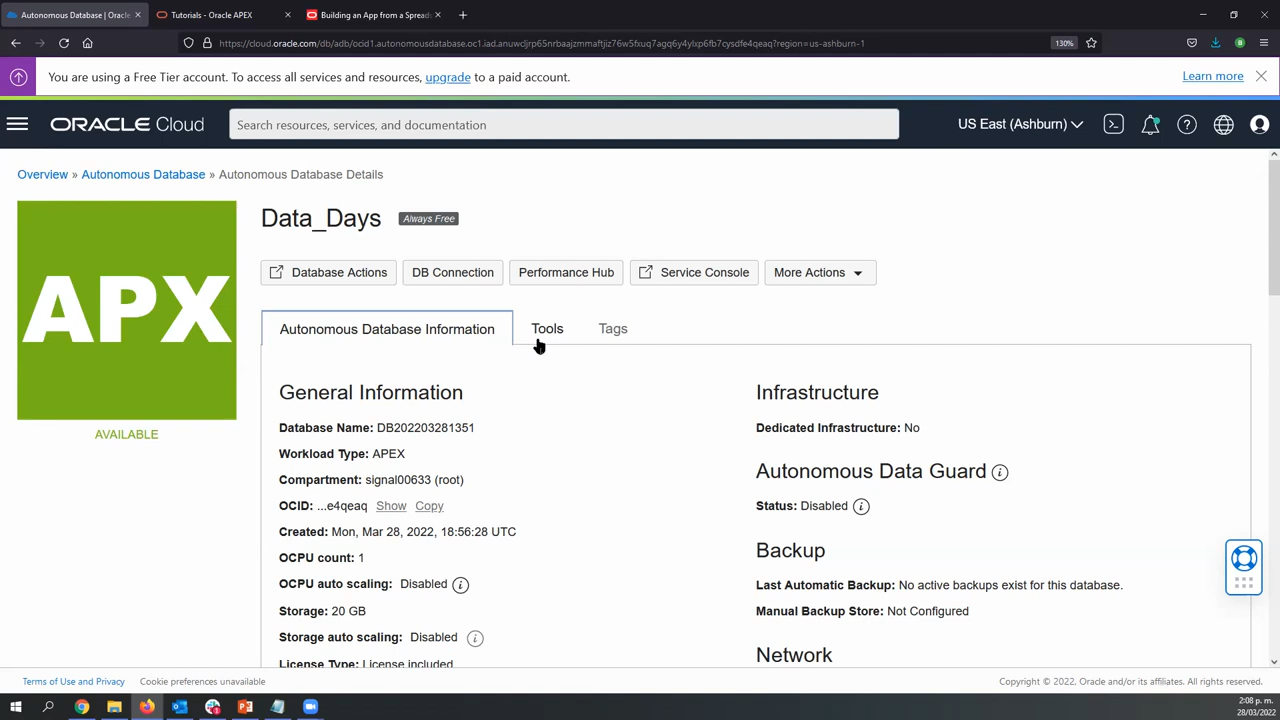 Autonomous Database | Oracle
Tutorials - Oracle APEX
Building an App from a Spreads
https://cloud.oracle.com/db/adb/ocid1.autonomousdatabase.oc1.iad.anuwcljrp65nrbaajzmmaftjiz76w5fxuq7agq6y4ylxp6fb7cysdfe4qeaq?region=us-ashburn-1
130%
You are using a Free Tier account. To access all services and resources, upgrade to a paid account.
Learn more
ORACLE Cloud
Search resources, services, and documentation
US East (Ashburn)
Overview » Autonomous Database » Autonomous Database Details
APX
AVAILABLE
Data_Days
Always Free
Database Actions
DB Connection
Performance Hub
Service Console
More Actions
Autonomous Database Information
Tools
Tags
General Information
Database Name: DB202203281351
Workload Type: APEX
Compartment: signal00633 (root)
OCID: ...e4qeaq Show Copy
Created: Mon, Mar 28, 2022, 18:56:28 UTC
OCPU count: 1
OCPU auto scaling: Disabled
Storage: 20 GB
Storage auto scaling: Disabled
License Type: License included
Infrastructure
Dedicated Infrastructure: No
Autonomous Data Guard
Status: Disabled
Backup
Last Automatic Backup: No active backups exist for this database.
Manual Backup Store: Not Configured
Network
Terms of Use and Privacy
Cookie preferences unavailable
Copyright © 2022, Oracle and/or its affiliates. All rights reserved.
2:08 p. m.
28/03/2022